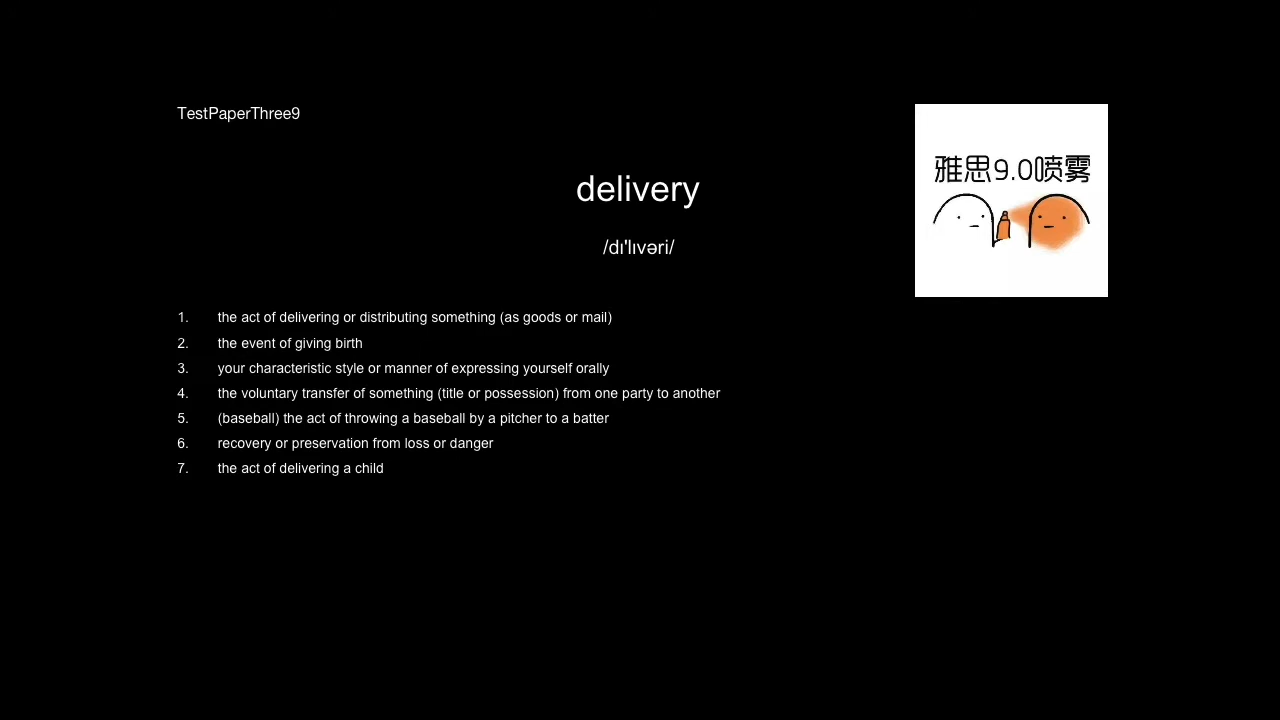 TestPaperThree9
雅思9.0喷雾
delivery
/dɪ'lɪvəri/
1. the act of delivering or distributing something (as goods or mail)
2. the event of giving birth
3. your characteristic style or manner of expressing yourself orally
4. the voluntary transfer of something (title or possession) from one party to another
5. (baseball) the act of throwing a baseball by a pitcher to a batter
6. recovery or preservation from loss or danger
7. the act of delivering a child